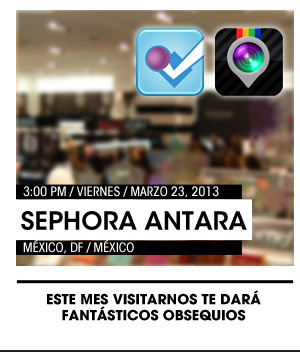 3:00 PM / VIERNES / MARZO 23, 2013
SEPHORA ANTARA
MÉXICO, DF / MÉXICO
ESTE MES VISITARNOS TE DARÁ
FANTÁSTICOS OBSEQUIOS